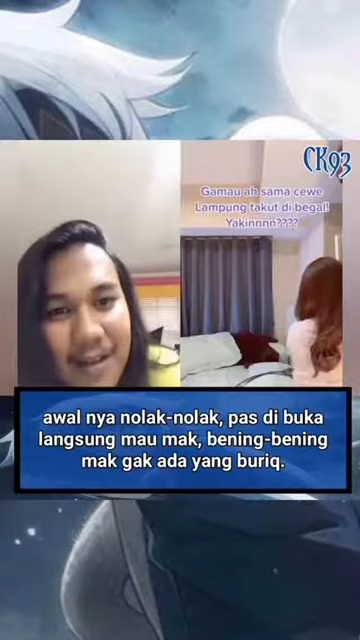 CK93
Gamau ah sama cewe
Lampung takut di begal!
Yakinnnn????
awal nya nolak-nolak, pas di buka
langsung mau mak, bening-bening
mak gak ada yang buriq.